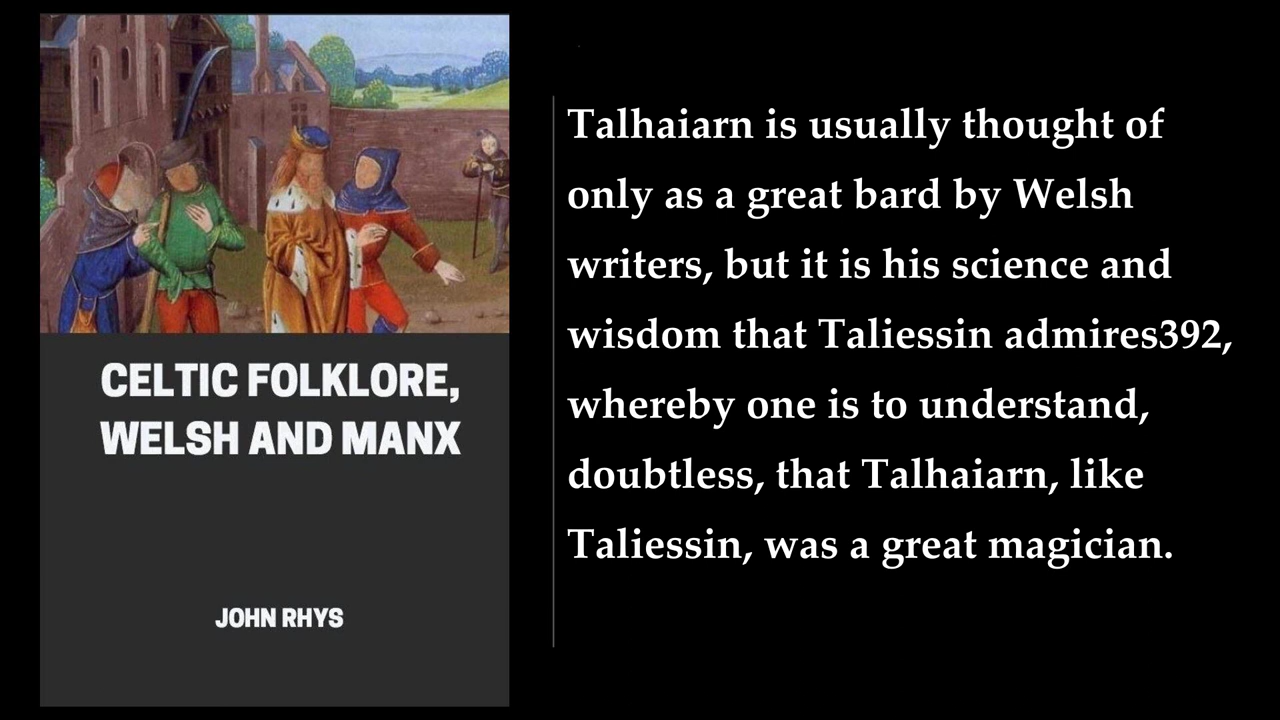 CELTIC FOLKLORE,
WELSH AND MANX
JOHN RHYS
Talhaiarn is usually thought of
only as a great bard by Welsh
writers, but it is his science and
wisdom that Taliessin admires392,
whereby one is to understand,
doubtless, that Talhaiarn, like
Taliessin, was a great magician.